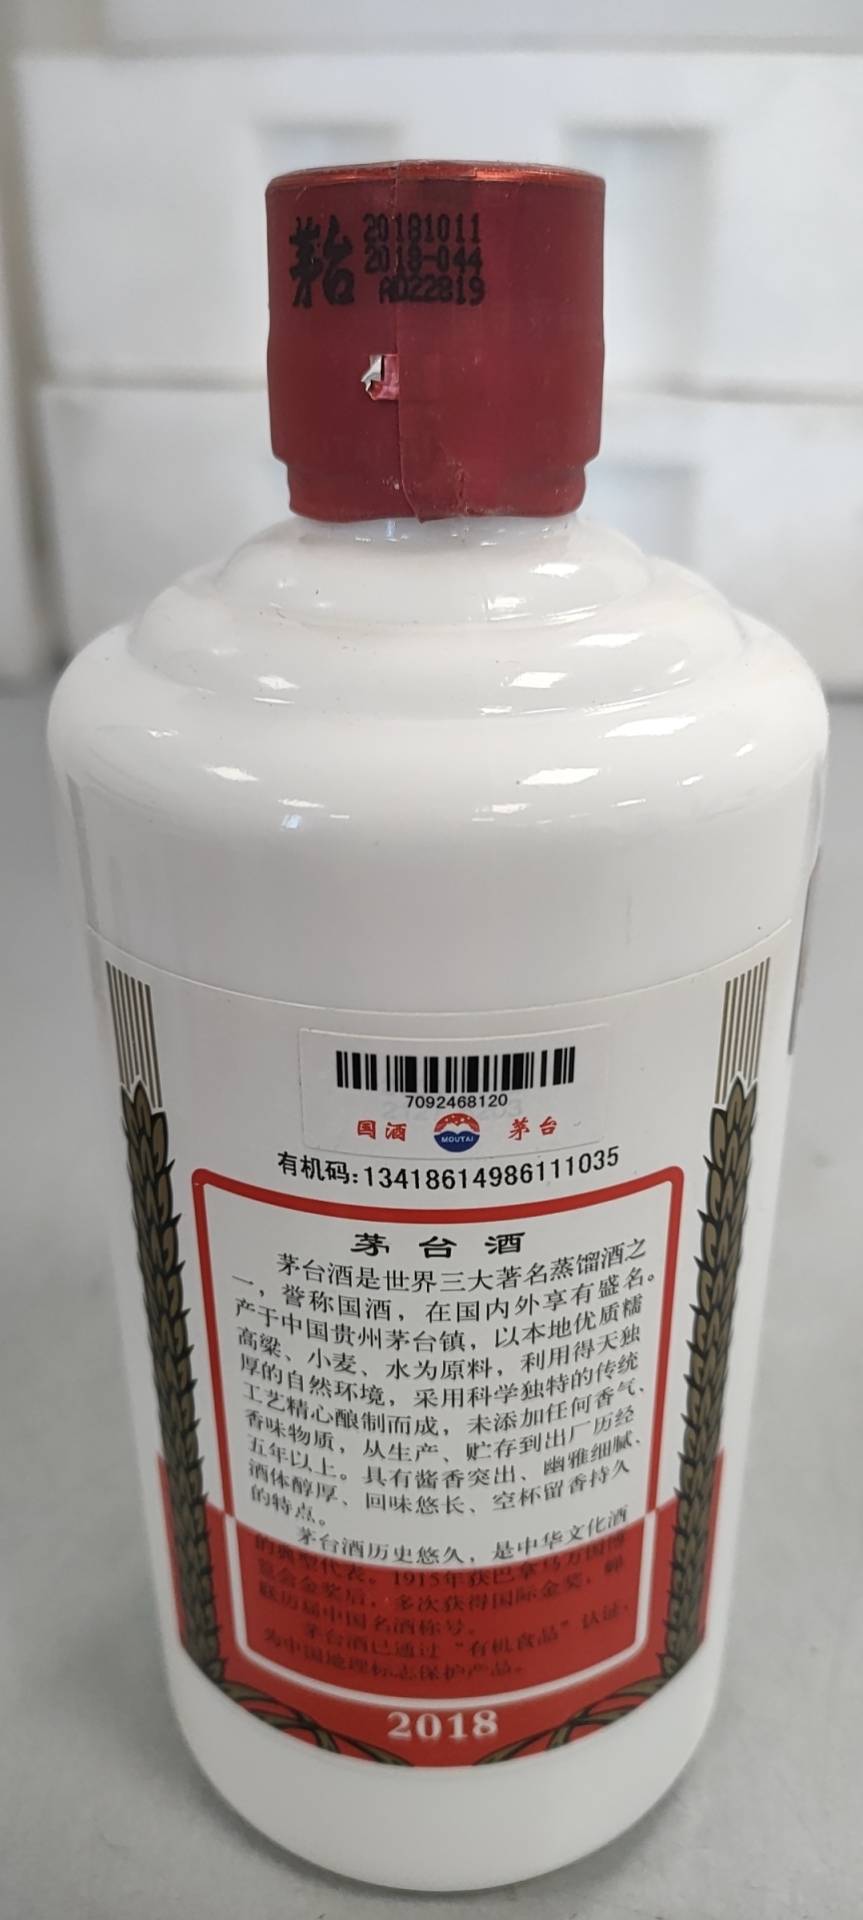 茅台
20181011
2018-044
AD22819
7092468120
国酒 MOUTAI 茅台
有机码:13418614986111035
茅台酒
茅台酒是世界三大著名蒸馏酒之
一，誉称国酒，在国内外享有盛名。
产于中国贵州茅台镇，以本地优质糯
高粱、小麦、水为原料，利用得天独
厚的自然环境，采用科学独特的传统
工艺精心酿制而成，未添加任何香气、
香味物质，从生产、贮存到出厂历经
五年以上。具有酱香突出、幽雅细腻、
酒体醇厚、回味悠长、空杯留香持久
的特点。
茅台酒历史悠久，是中华文化酒
的典型代表。1915年获巴拿马万国博
览会金奖后，多次获得国际金奖，蝉
联历届中国名酒称号。
茅台酒已通过“有机食品”认证，
为中国地理标志保护产品。
2018